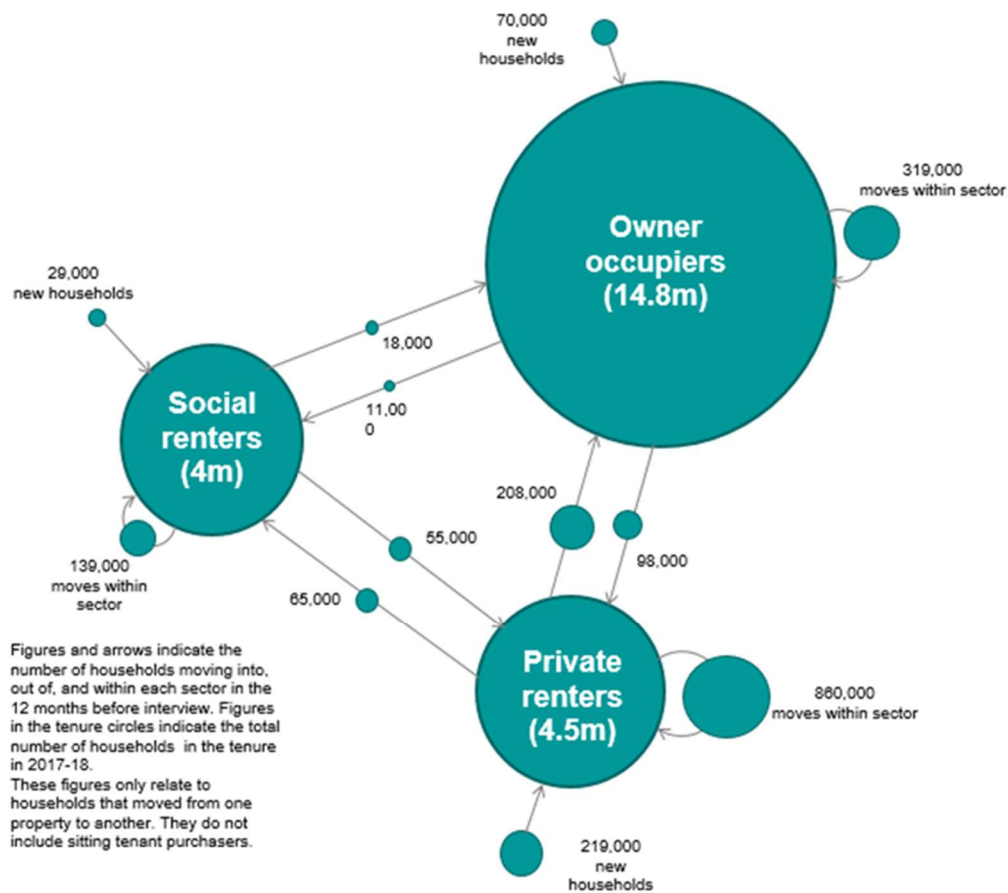 70,000
new
households
319,000
moves within sector
Owner
occupiers
(14.8m)
29,000
new households
18,000
11,00
0
Social
renters
(4m)
208,000
98,000
55,000
65,000
139,000
moves within
sector
Private
renters
(4.5m)
860,000
moves within sector
219,000
new
households
Figures and arrows indicate the
number of households moving into,
out of, and within each sector in the
12 months before interview. Figures
in the tenure circles indicate the total
number of households in the tenure
in 2017-18.
These figures only relate to
households that moved from one
property to another. They do not
include sitting tenant purchasers.